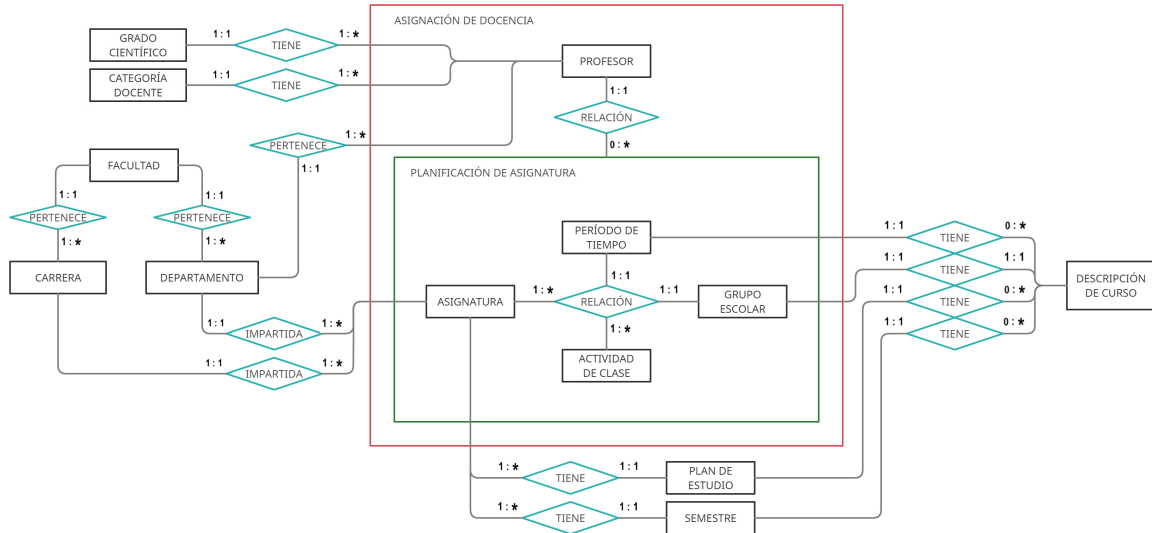 ASIGNACIÓN DE DOCENCIA
GRADO
CIENTÍFICO
1 : 1
TIENE
1 : *
CATEGORÍA
DOCENTE
1 : 1
TIENE
1 : *
PROFESOR
1 : 1
RELACIÓN
0 : *
PERTENECE
1 : *
1 : 1
FACULTAD
1 : 1
1 : 1
PERTENECE
PERTENECE
1 : *
1 : *
CARRERA
DEPARTAMENTO
PLANIFICACIÓN DE ASIGNATURA
PERÍODO DE
TIEMPO
1 : 1
ASIGNATURA
1 : *
RELACIÓN
1 : 1
GRUPO
ESCOLAR
1 : *
ACTIVIDAD
DE CLASE
1 : 1
IMPARTIDA
1 : *
1 : 1
IMPARTIDA
1 : *
1 : 1
TIENE
0 : *
1 : 1
TIENE
1 : 1
1 : 1
TIENE
0 : *
1 : 1
TIENE
0 : *
DESCRIPCIÓN
DE CURSO
1 : *
TIENE
1 : 1
PLAN DE
ESTUDIO
1 : *
TIENE
1 : 1
SEMESTRE